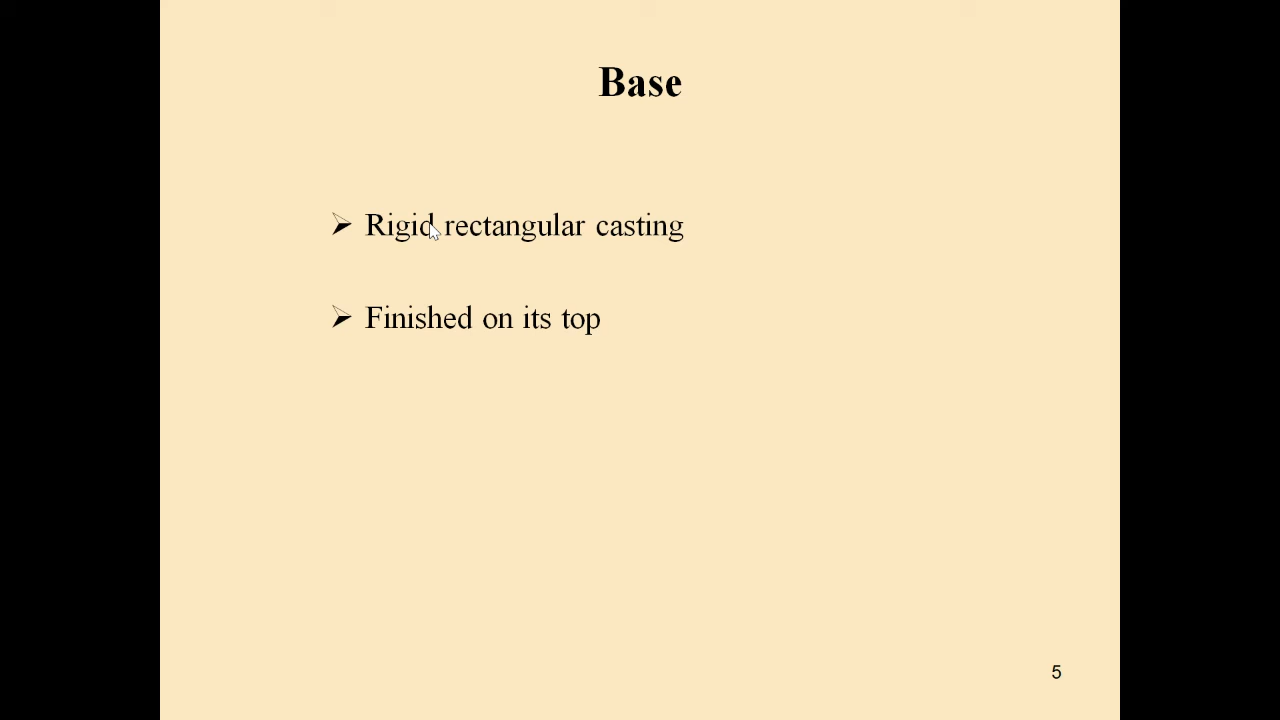 Base
➢ Rigid rectangular casting
➢ Finished on its top
5